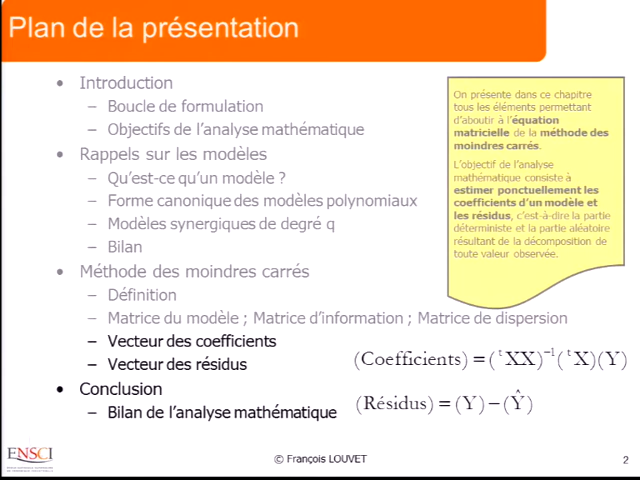 Plan de la présentation
• Introduction
– Boucle de formulation
– Objectifs de l'analyse mathématique
• Rappels sur les modèles
– Qu'est-ce qu'un modèle ?
– Forme canonique des modèles polynomiaux
– Modèles synergiques de degré q
– Bilan
• Méthode des moindres carrés
– Définition
– Matrice du modèle ; Matrice d'information ; Matrice de dispersion
– Vecteur des coefficients
– Vecteur des résidus
• Conclusion
– Bilan de l'analyse mathématique
On présente dans ce chapitre
tous les éléments permettant
d'aboutir à l'équation
matricielle de la méthode des
moindres carrés.
L'objectif de l'analyse
mathématique consiste à
estimer ponctuellement les
coefficients d'un modèle et
les résidus, c'est-à-dire la partie
déterministe et la partie aléatoire
résultant de la décomposition de
toute valeur observée.
(Coefficients) = (ᵗXX)⁻¹(ᵗX)(Y)
(Résidus) = (Y) − (Ŷ)
ENSCI
© François LOUVET
2